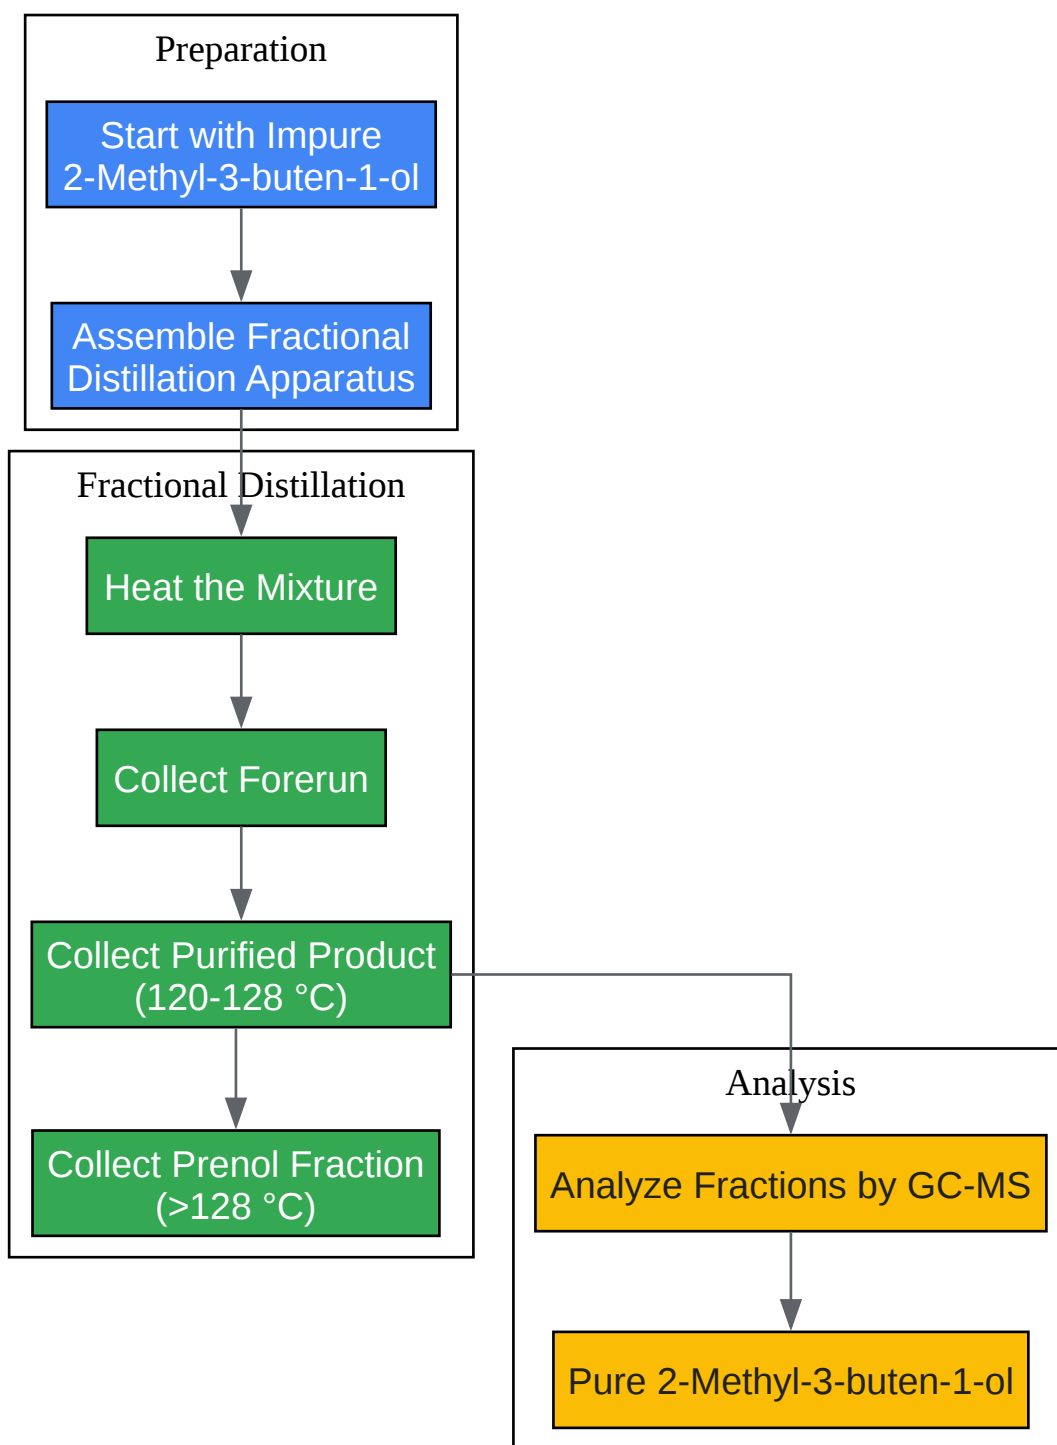 Preparation
Start with Impure
2-Methyl-3-buten-1-ol
Assemble Fractional
Distillation Apparatus
Fractional Distillation
Heat the Mixture
Collect Forerun
Collect Purified Product
(120-128 °C)
Collect Prenol Fraction
(>128 °C)
Analysis
Analyze Fractions by GC-MS
Pure 2-Methyl-3-buten-1-ol